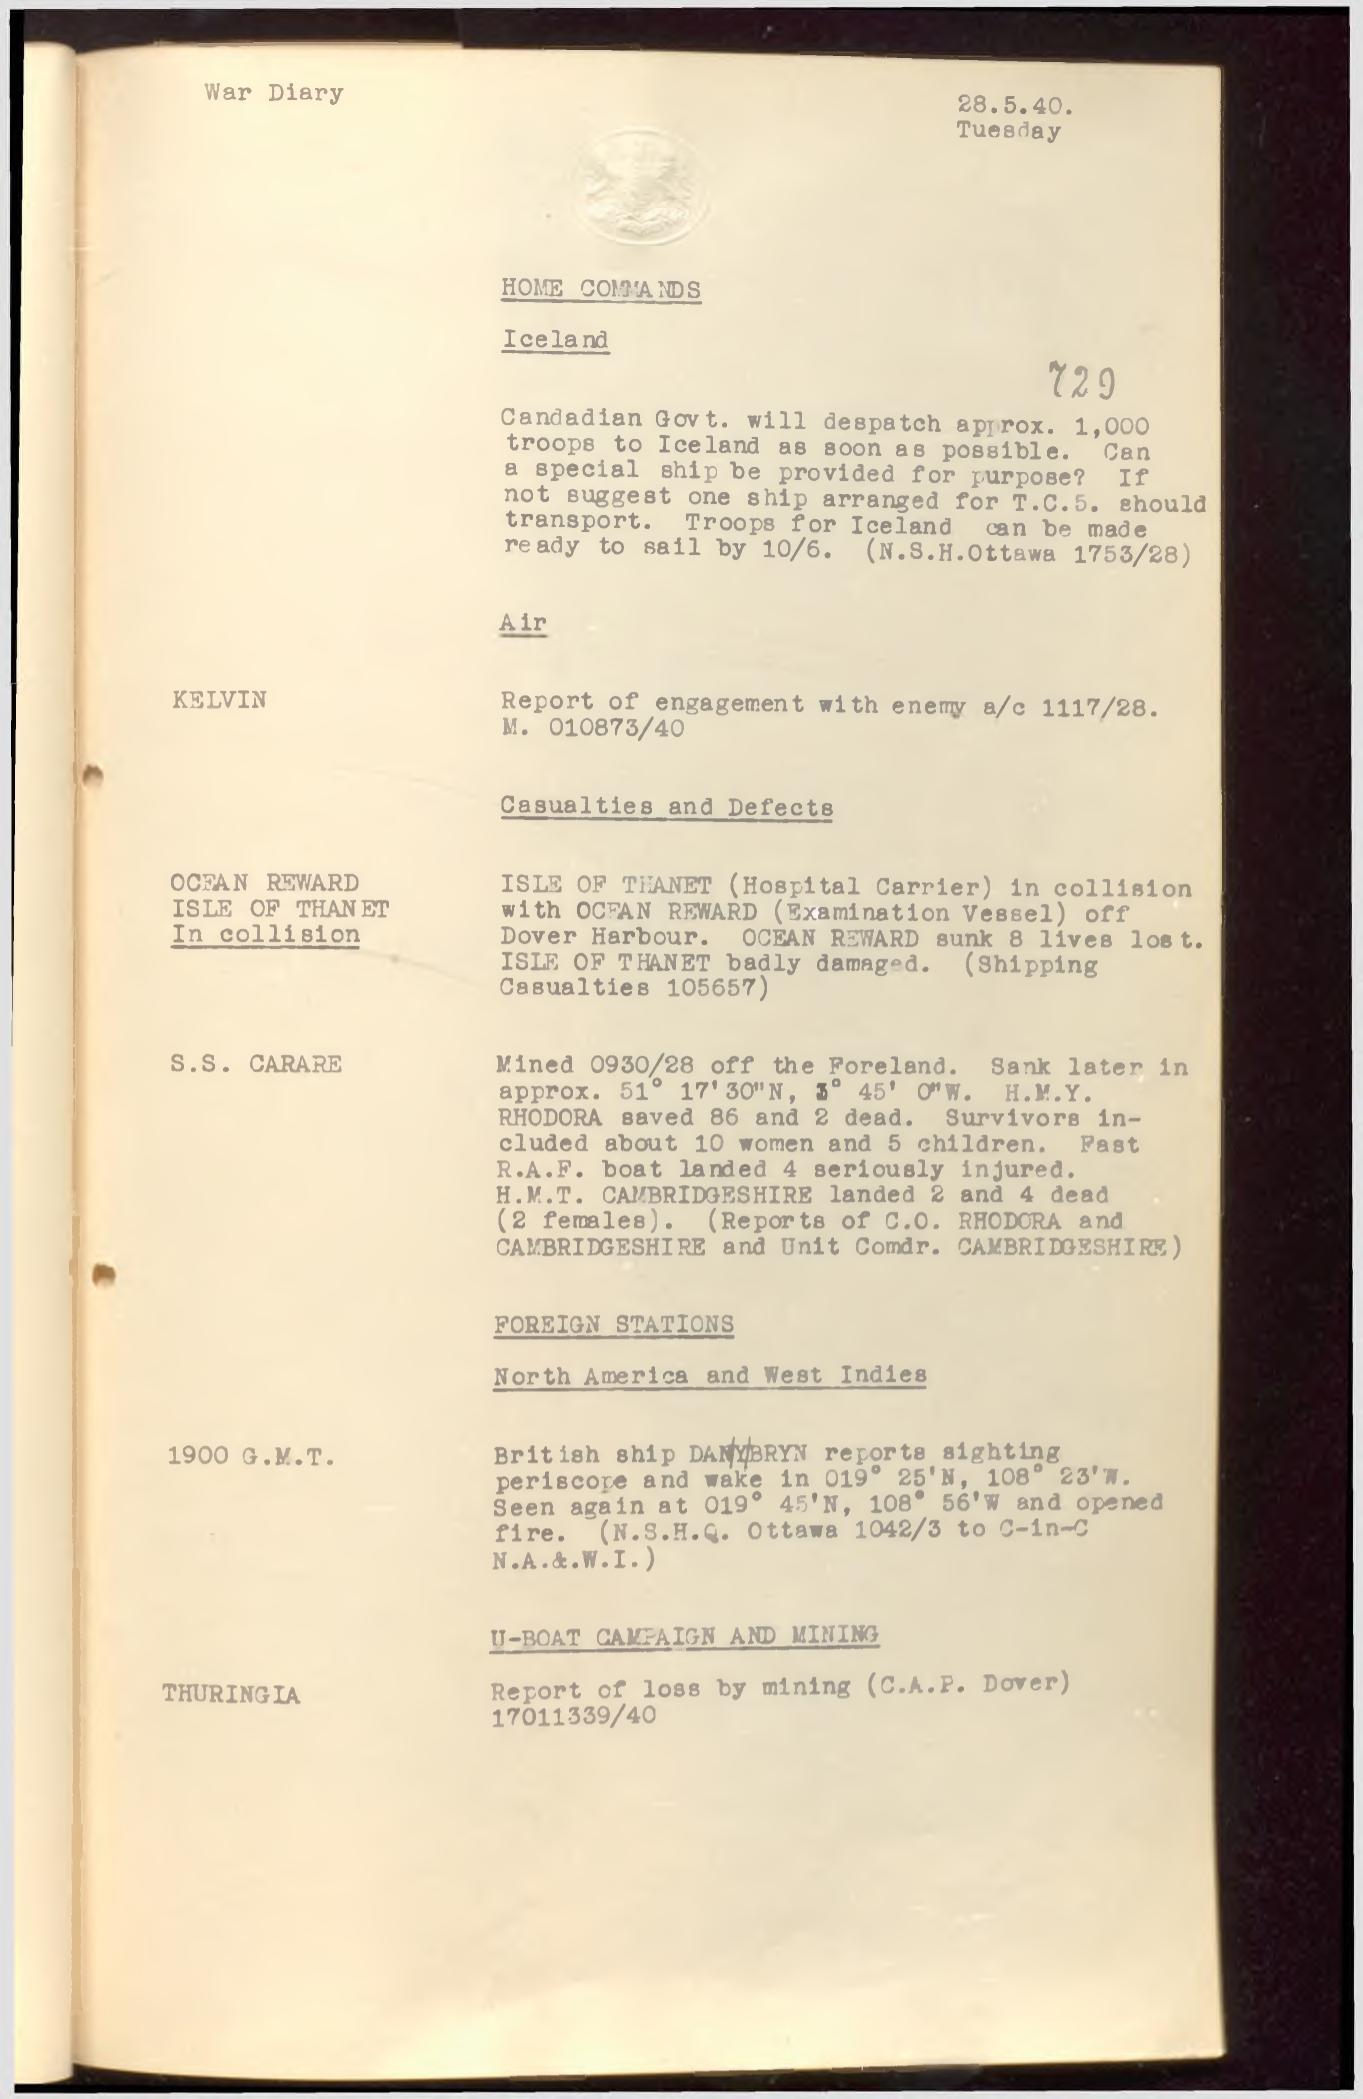 War Diary
28.5.40.
Tuesday
HOME COMMANDS
Iceland
729
Candadian Govt. will despatch approx. 1,000
troops to Iceland as soon as possible. Can
a special ship be provided for purpose? If
not suggest one ship arranged for T.C.5. should
transport. Troops for Iceland can be made
ready to sail by 10/6. (N.S.H.Ottawa 1753/28)
Air
KELVIN
Report of engagement with enemy a/c 1117/28.
M. 010873/40
Casualties and Defects
OCEAN REWARD
ISLE OF THANET
In collision
ISLE OF THANET (Hospital Carrier) in collision
with OCEAN REWARD (Examination Vessel) off
Dover Harbour. OCEAN REWARD sunk 8 lives lost.
ISLE OF THANET badly damaged. (Shipping
Casualties 105657)
S.S. CARARE
Mined 0930/28 off the Foreland. Sank later in
approx. 51° 17'30"N, 3° 45' 0"W. H.M.Y.
RHODORA saved 86 and 2 dead. Survivors in-
cluded about 10 women and 5 children. Fast
R.A.F. boat landed 4 seriously injured.
H.M.T. CAMBRIDGESHIRE landed 2 and 4 dead
(2 females). (Reports of C.O. RHODORA and
CAMBRIDGESHIRE and Unit Comdr. CAMBRIDGESHIRE)
FOREIGN STATIONS
North America and West Indies
1900 G.M.T.
British ship reports sighting
periscope and wake in 019° 25'N, 108° 23'W.
Seen again at 019° 45'N, 108° 56'W and opened
fire. (N.S.H.Q. Ottawa 1042/3 to C-in-C
N.A.&.W.I.)
U-BOAT CAMPAIGN AND MINING
THURINGIA
Report of loss by mining (C.A.P. Dover)
17011339/40